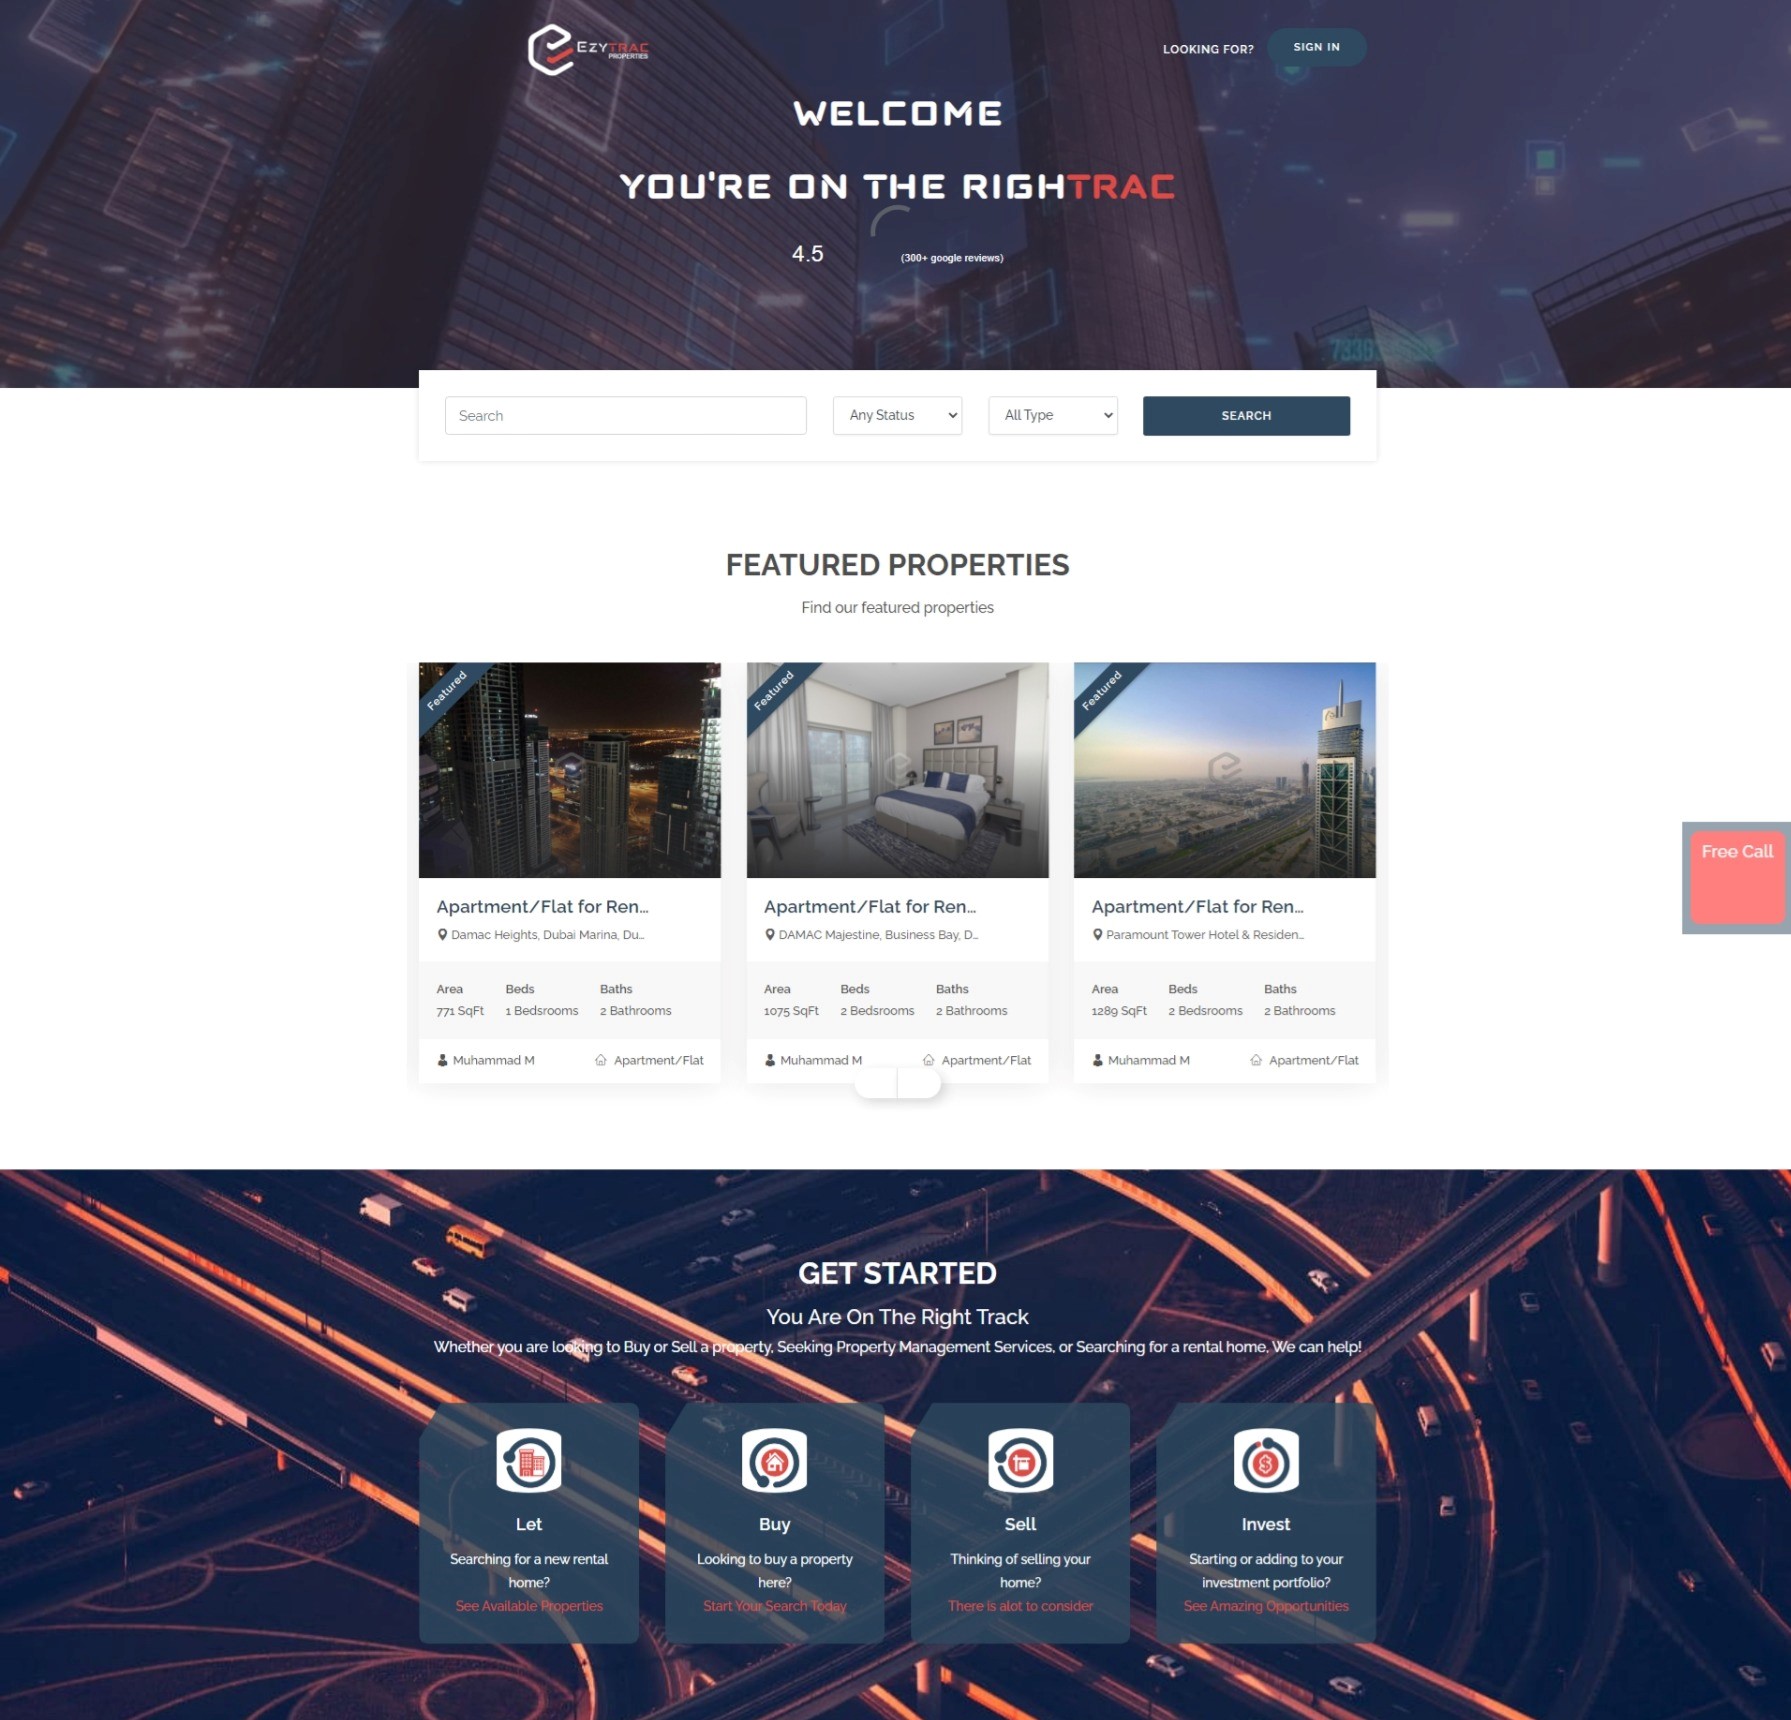 EZYTRAC
PROPERTIES
LOOKING FOR?
SIGN IN
WELCOME
YOU'RE ON THE RIGHTRAC
4.5
(300+ google reviews)
Search
Any Status
All Type
SEARCH
FEATURED PROPERTIES
Find our featured properties
Featured
Apartment/Flat for Ren...
Damac Heights, Dubai Marina, Du...
Area
Beds
Baths
771 SqFt
1 Bedsrooms
2 Bathrooms
Muhammad M
Apartment/Flat
Featured
Apartment/Flat for Ren...
DAMAC Majestine, Business Bay, D...
Area
Beds
Baths
1075 SqFt
2 Bedsrooms
2 Bathrooms
Muhammad M
Apartment/Flat
Featured
Apartment/Flat for Ren...
Paramount Tower Hotel & Residen...
Area
Beds
Baths
1289 SqFt
2 Bedsrooms
2 Bathrooms
Muhammad M
Apartment/Flat
Free Call
GET STARTED
You Are On The Right Track
Whether you are looking to Buy or Sell a property, Seeking Property Management Services, or Searching for a rental home, We can help!
Let
Searching for a new rental
home?
See Available Properties
Buy
Looking to buy a property
here?
Start Your Search Today
Sell
Thinking of selling your
home?
There is alot to consider
Invest
Starting or adding to your
investment portfolio?
See Amazing Opportunities